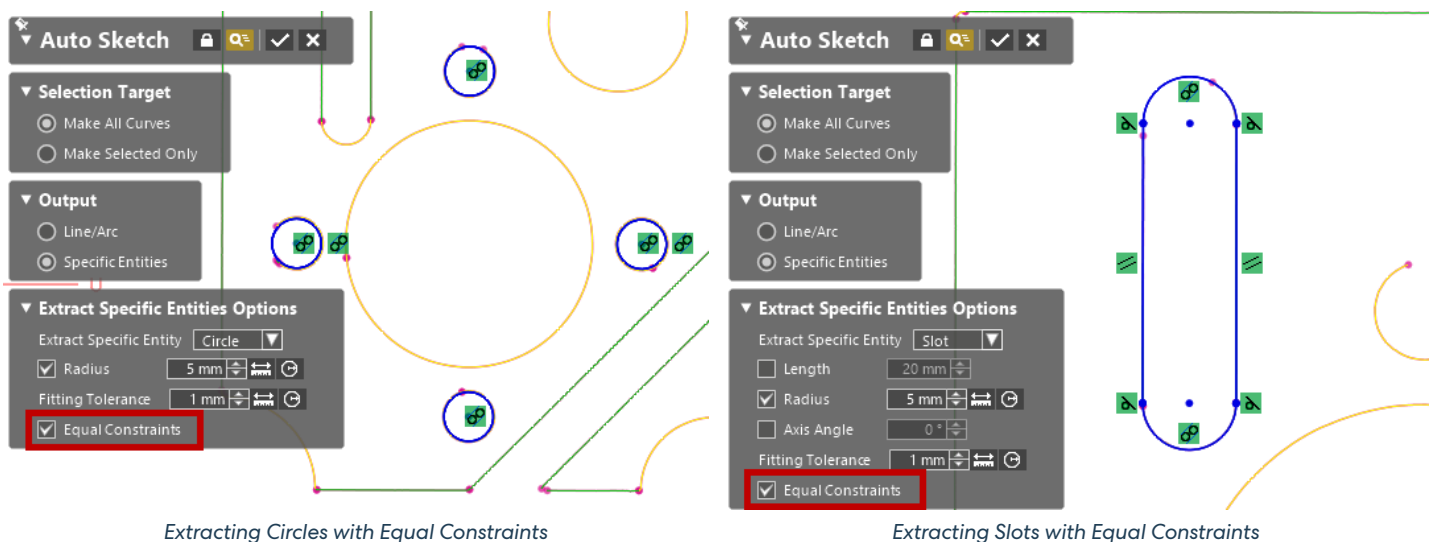 Auto Sketch
Selection Target
Make All Curves
Make Selected Only
Output
Line/Arc
Specific Entities
Extract Specific Entities Options
Extract Specific Entity Circle
Radius 5 mm
Fitting Tolerance 1 mm
Equal Constraints
Extracting Circles with Equal Constraints
Auto Sketch
Selection Target
Make All Curves
Make Selected Only
Output
Line/Arc
Specific Entities
Extract Specific Entities Options
Extract Specific Entity Slot
Length 20 mm
Radius 5 mm
Axis Angle 0 °
Fitting Tolerance 1 mm
Equal Constraints
Extracting Slots with Equal Constraints